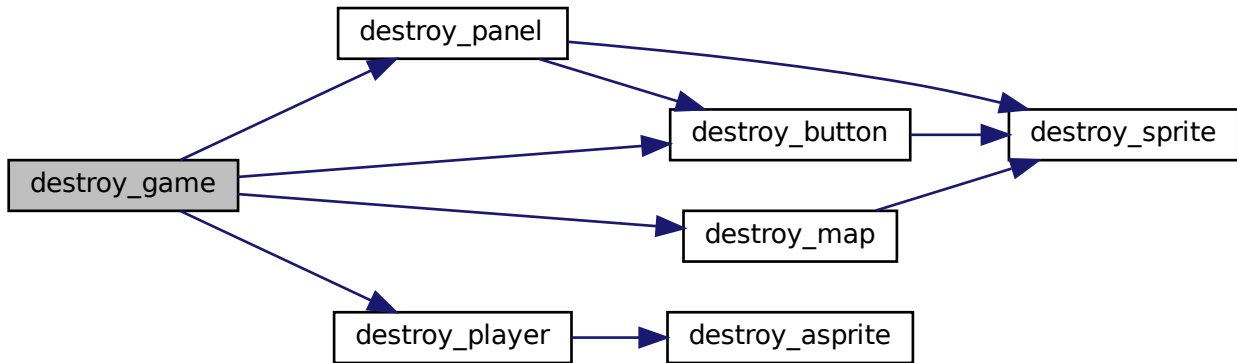 destroy_panel
destroy_button
destroy_sprite
destroy_game
destroy_map
destroy_player
destroy_asprite